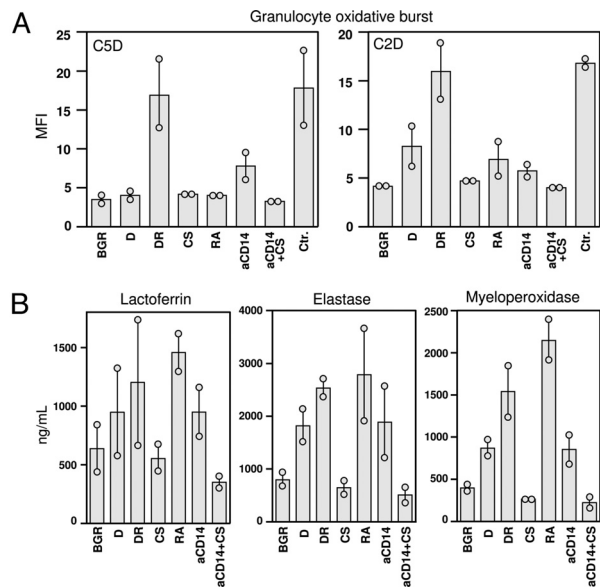 A
Granulocyte oxidative burst
C5D
C2D
MFI
25
20
15
10
5
0
20
15
10
5
0
BGR
D
DR
CS
RA
aCD14
aCD14
+CS
Ctr.
BGR
D
DR
CS
RA
aCD14
aCD14
+CS
Ctr.
B
Lactoferrin
Elastase
Myeloperoxidase
ng/mL
1500
1000
500
0
4000
3000
2000
1000
0
2500
2000
1500
1000
500
0
BGR
D
DR
CS
RA
aCD14
aCD14+CS
BGR
D
DR
CS
RA
aCD14
aCD14+CS
BGR
D
DR
CS
RA
aCD14
aCD14+CS